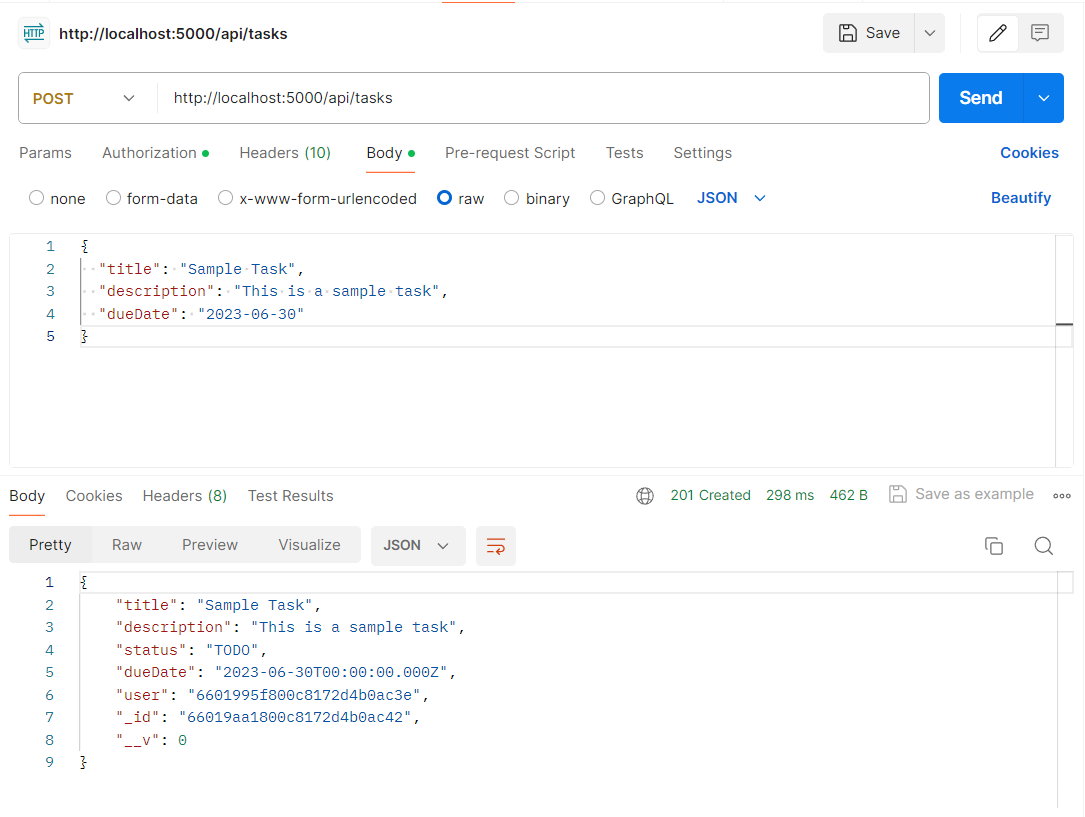 HTTP http://localhost:5000/api/tasks Save
POST http://localhost:5000/api/tasks Send
Params Authorization Headers (10) Body Pre-request Script Tests Settings Cookies
none form-data x-www-form-urlencoded raw binary GraphQL JSON Beautify
1 {
2 "title": "Sample Task",
3 "description": "This is a sample task",
4 "dueDate": "2023-06-30"
5 }
Body Cookies Headers (8) Test Results 201 Created 298 ms 462 B Save as example
Pretty Raw Preview Visualize JSON
1 {
2 "title": "Sample Task",
3 "description": "This is a sample task",
4 "status": "TODO",
5 "dueDate": "2023-06-30T00:00:00.000Z",
6 "user": "6601995f800c8172d4b0ac3e",
7 "_id": "66019aa1800c8172d4b0ac42",
8 "__v": 0
9 }